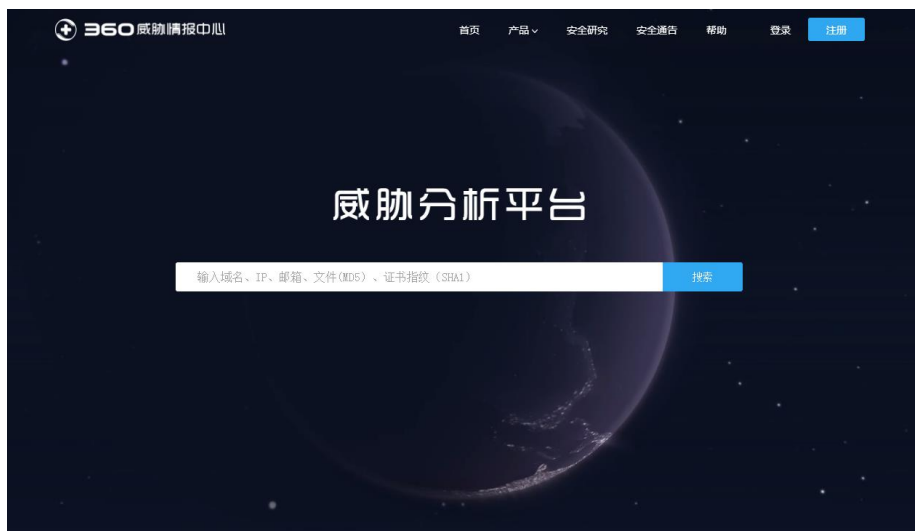 360威胁情报中心 首页 产品 安全研究 安全通告 帮助 登录 注册
威胁分析平台
输入域名、IP、邮箱、文件(MD5)、证书指纹（SHA1） 搜索